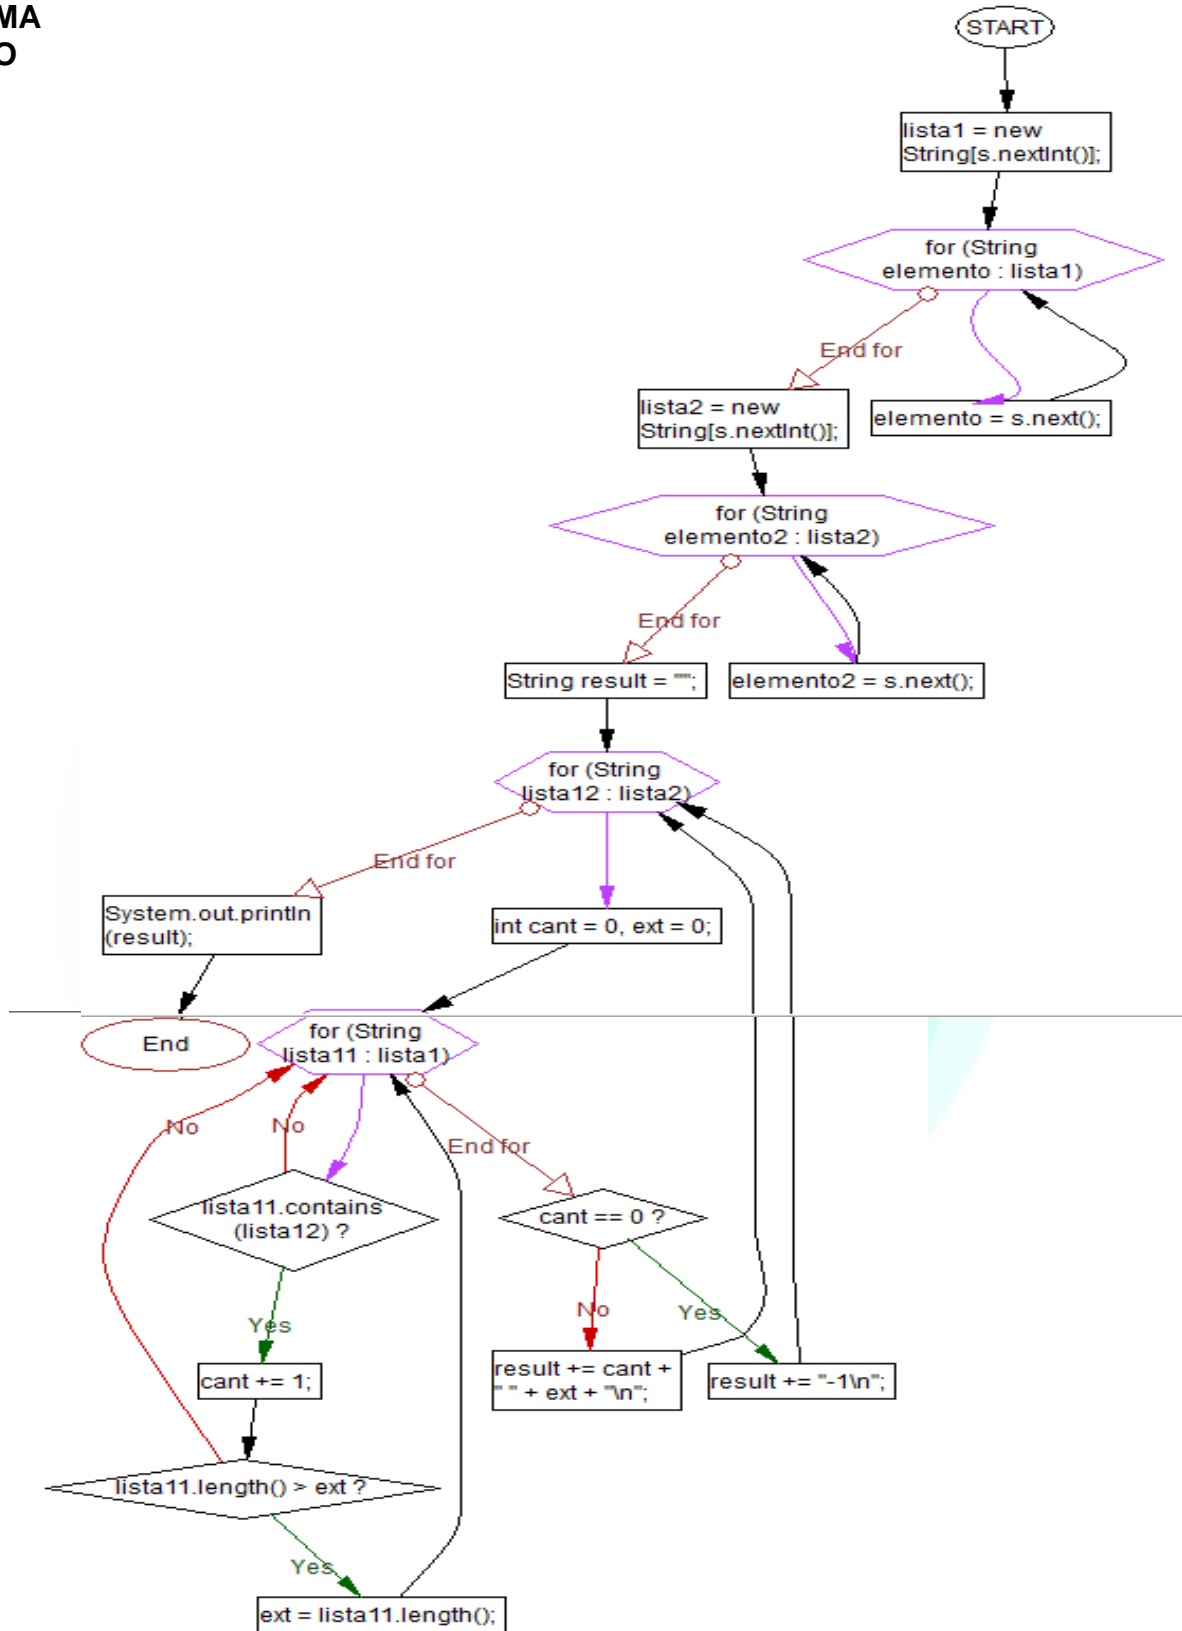 MA
O
START
lista1 = new
String[s.nextInt()];
for (String
elemento : lista1)
End for
elemento = s.next();
lista2 = new
String[s.nextInt()];
for (String
elemento2 : lista2)
End for
String result = "";
elemento2 = s.next();
for (String
lista12 : lista2)
End for
System.out.println
(result);
int cant = 0, ext = 0;
End
for (String
lista11 : lista1)
No
No
End for
lista11.contains
(lista12) ?
cant == 0 ?
Yes
No
Yes
cant += 1;
result += cant +
" " + ext + "\n";
result += "-1\n";
lista11.length() > ext ?
Yes
ext = lista11.length();